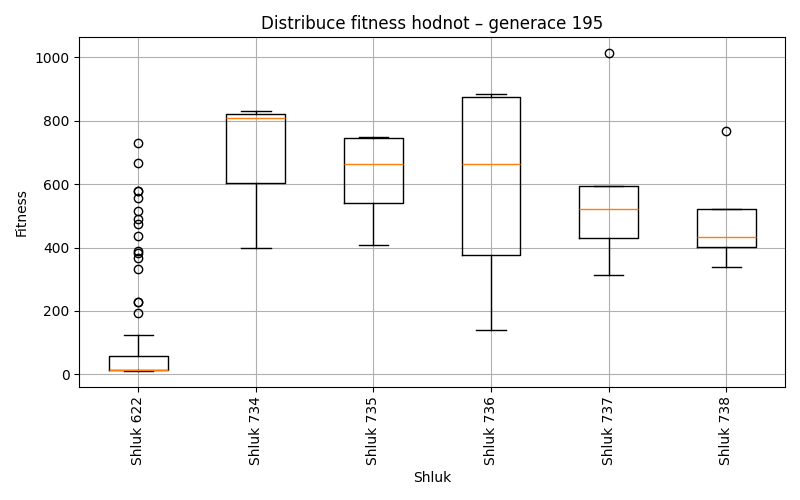 Distribuce fitness hodnot – generace 195
Fitness
1000
800
600
400
200
0
Shluk 622
Shluk 734
Shluk 735
Shluk 736
Shluk 737
Shluk 738
Shluk